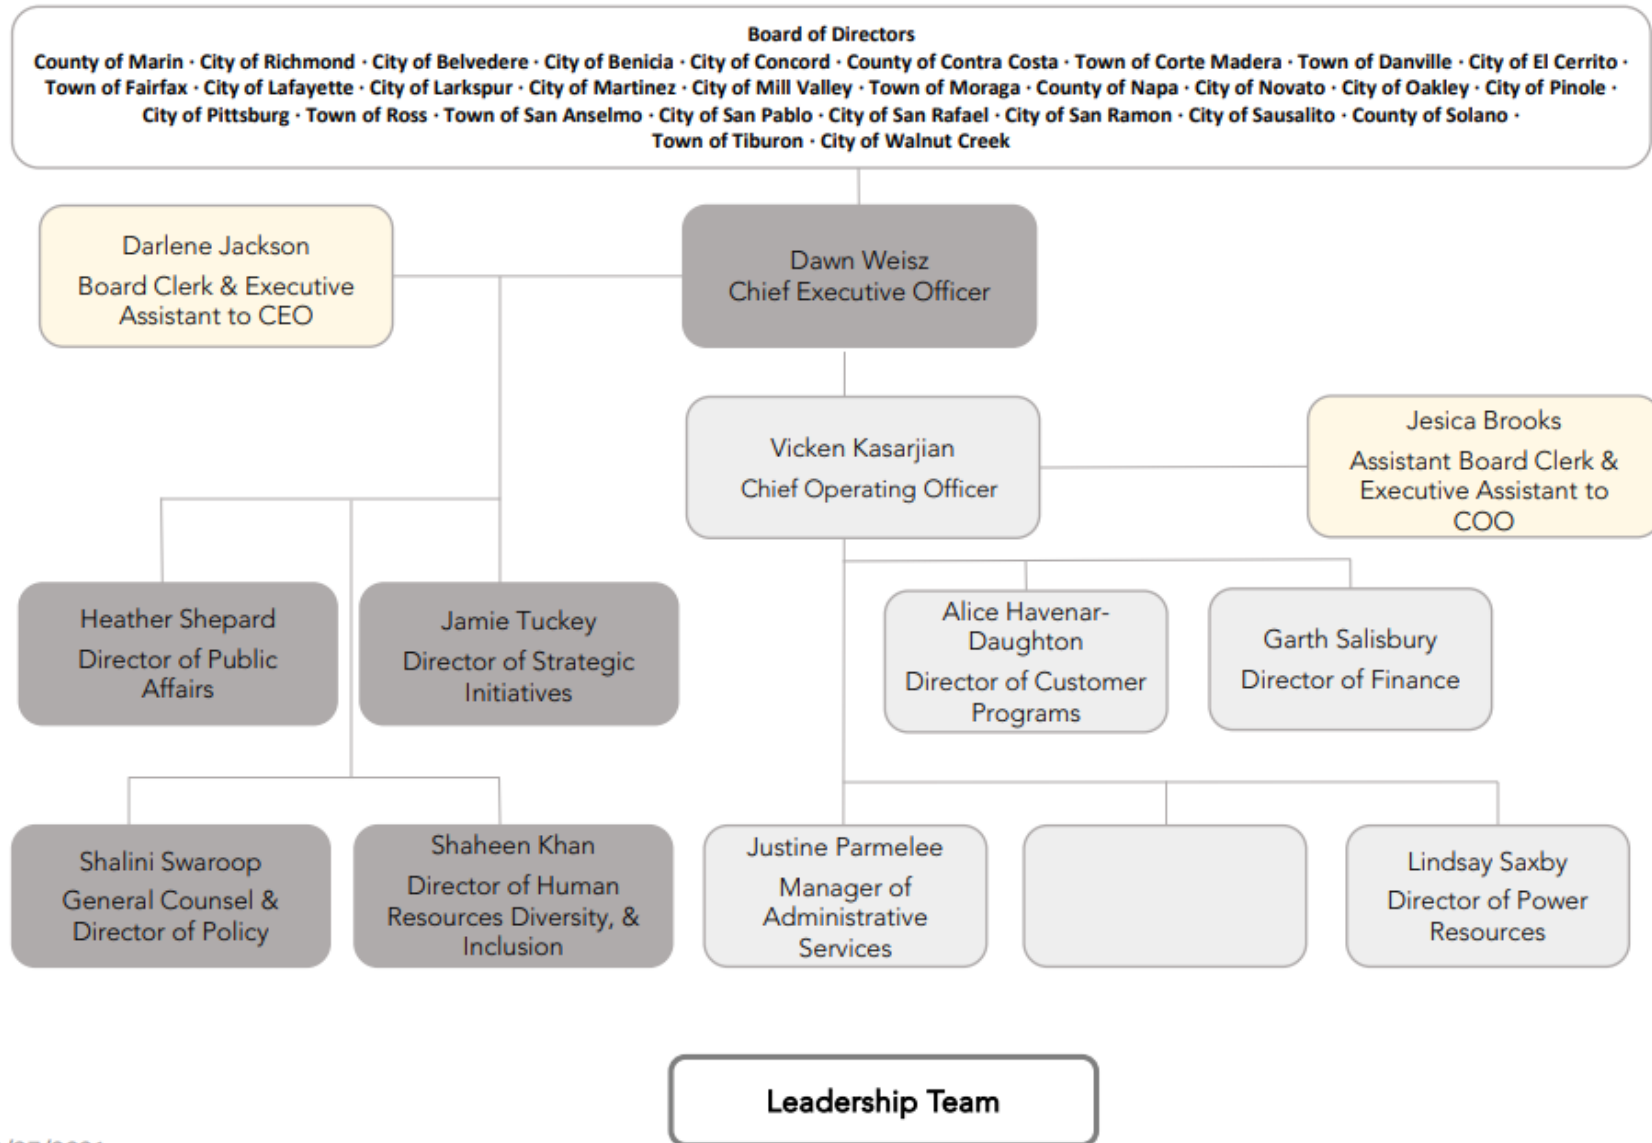 Board of Directors
County of Marin · City of Richmond · City of Belvedere · City of Benicia · City of Concord · County of Contra Costa · Town of Corte Madera · Town of Danville · City of El Cerrito ·
Town of Fairfax · City of Lafayette · City of Larkspur · City of Martinez · City of Mill Valley · Town of Moraga · County of Napa · City of Novato · City of Oakley · City of Pinole ·
City of Pittsburg · Town of Ross · Town of San Anselmo · City of San Pablo · City of San Rafael · City of San Ramon · City of Sausalito · County of Solano ·
Town of Tiburon · City of Walnut Creek
Darlene Jackson
Board Clerk & Executive
Assistant to CEO
Dawn Weisz
Chief Executive Officer
Vicken Kasarjian
Chief Operating Officer
Jesica Brooks
Assistant Board Clerk &
Executive Assistant to
COO
Heather Shepard
Director of Public
Affairs
Jamie Tuckey
Director of Strategic
Initiatives
Alice Havenar-
Daughton
Director of Customer
Programs
Garth Salisbury
Director of Finance
Shalini Swaroop
General Counsel &
Director of Policy
Shaheen Khan
Director of Human
Resources Diversity, &
Inclusion
Justine Parmelee
Manager of
Administrative
Services
Lindsay Saxby
Director of Power
Resources
Leadership Team